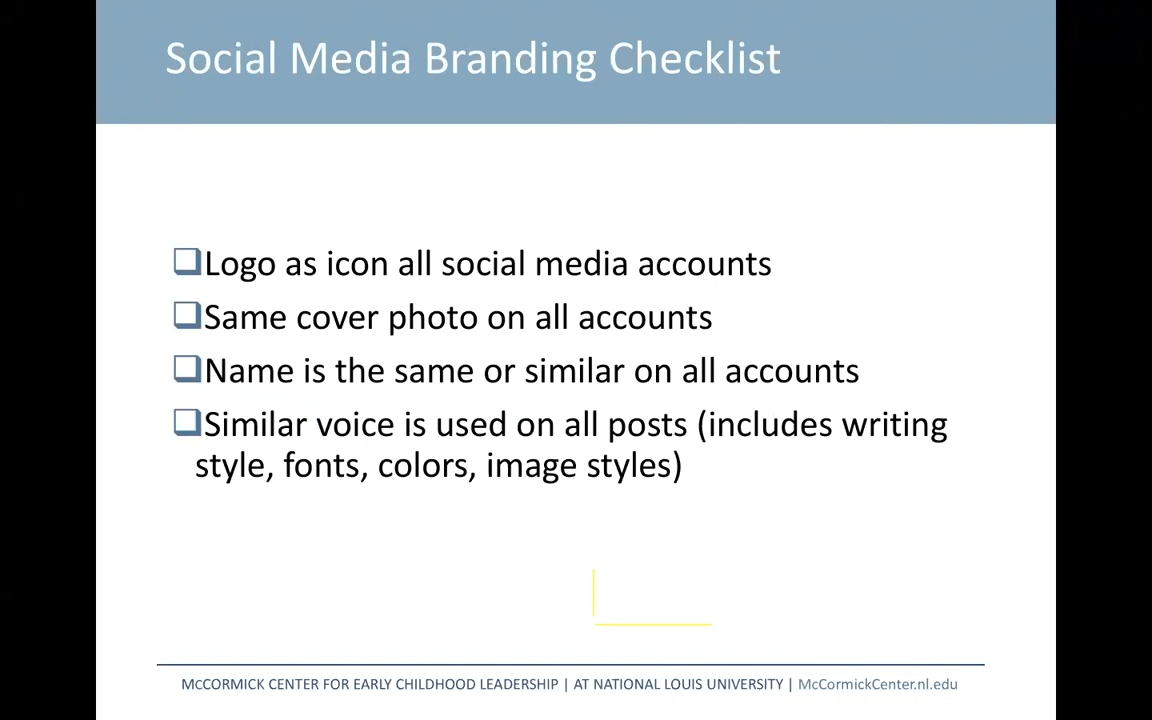 Social Media Branding Checklist
❑Logo as icon all social media accounts
❑Same cover photo on all accounts
❑Name is the same or similar on all accounts
❑Similar voice is used on all posts (includes writing
style, fonts, colors, image styles)
MCCORMICK CENTER FOR EARLY CHILDHOOD LEADERSHIP | AT NATIONAL LOUIS UNIVERSITY | McCormickCenter.nl.edu